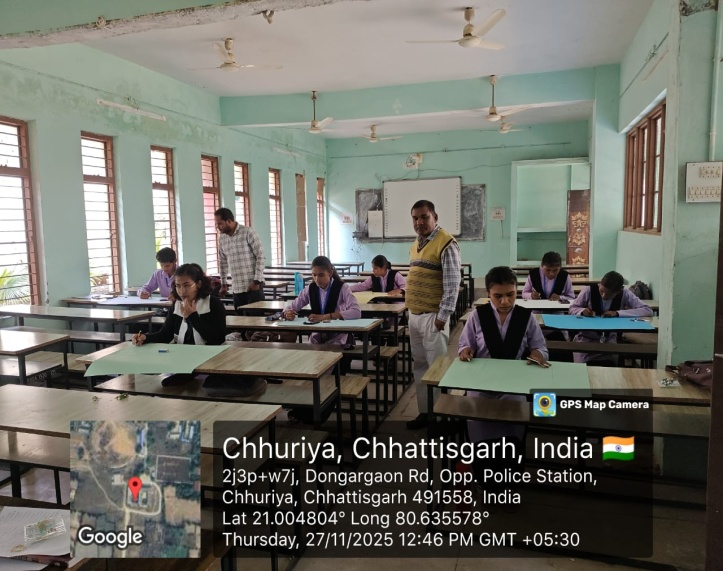 GPS Map Camera
Chhuriya, Chhattisgarh, India
2j3p+w7j, Dongargaon Rd, Opp. Police Station,
Chhuriya, Chhattisgarh 491558, India
Lat 21.004804° Long 80.635578°
Thursday, 27/11/2025 12:46 PM GMT +05:30
Google